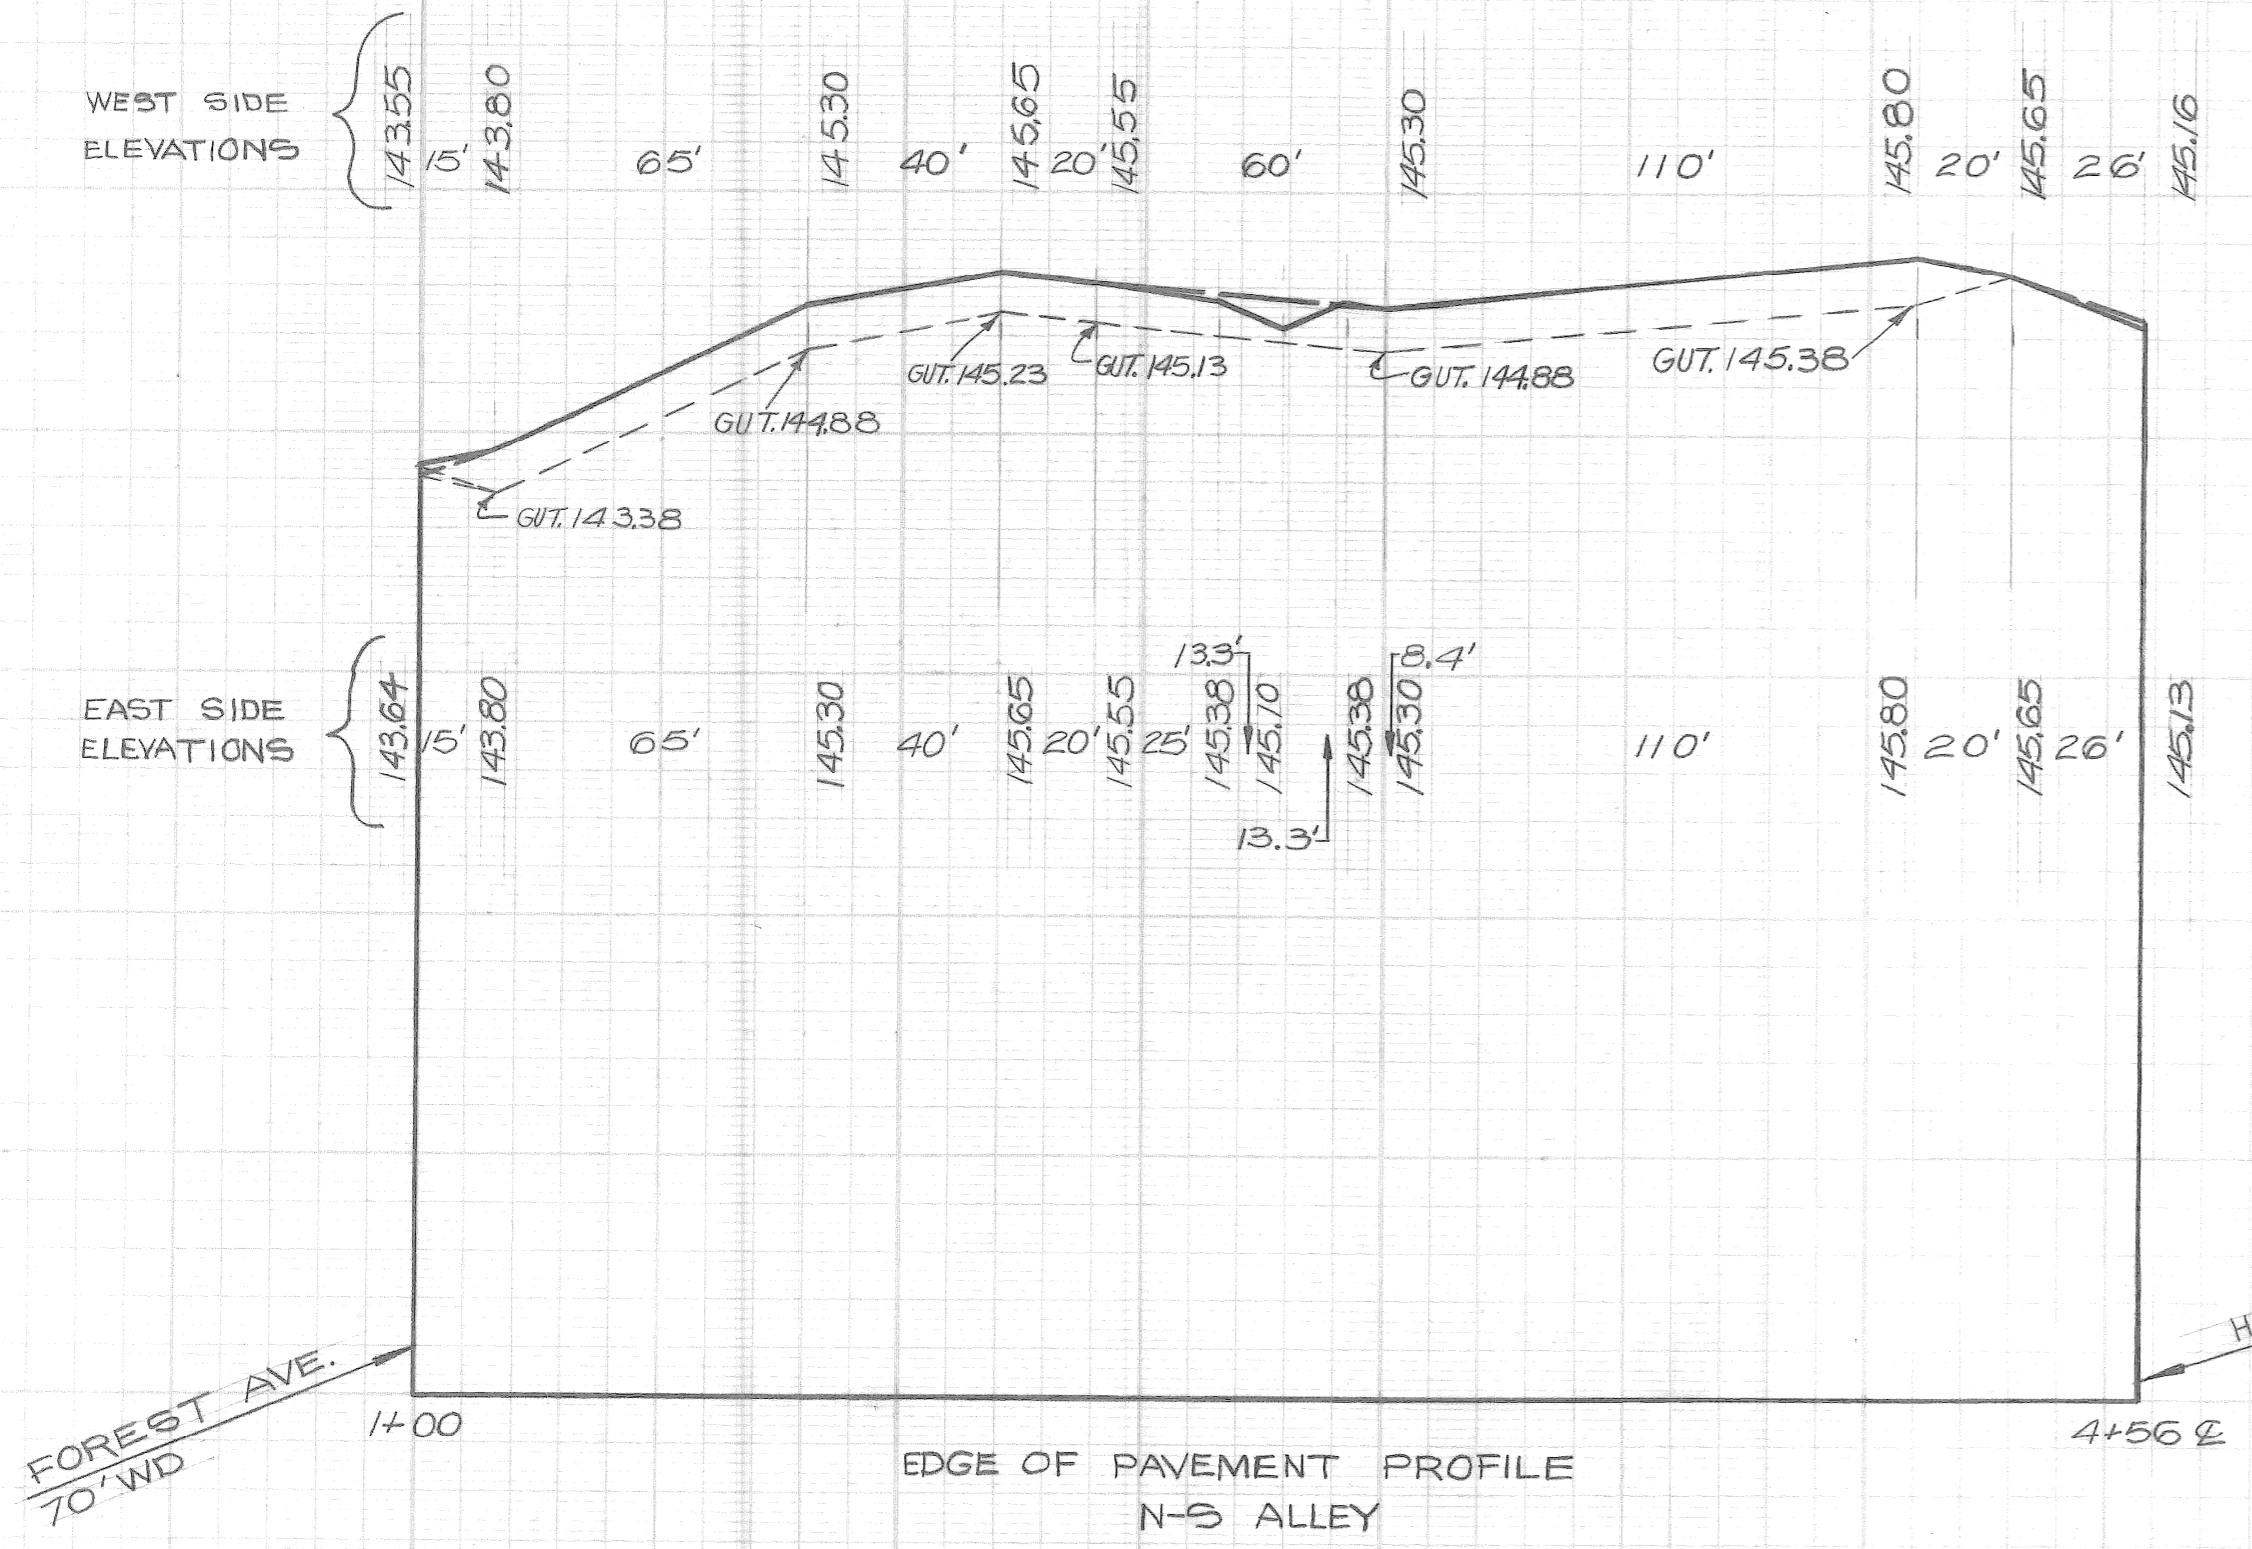 WEST SIDE
ELEVATIONS
143.55 15' 143.80 65' 145.30 40' 145.65 20' 145.55 60' 145.30 110' 145.80 20' 145.65 26' 145.16
GUT. 145.23
GUT. 145.13
GUT. 144.88
GUT. 145.38
GUT. 144.88
GUT. 143.38
13.3' 8.4'
EAST SIDE
ELEVATIONS
143.64 15' 143.80 65' 145.30 40' 145.65 20' 145.55 25' 145.38 145.10 145.38 145.30 110' 145.80 20' 145.65 26' 145.13
13.3'
H
FOREST AVE.
70' WD
1+00
4+56 ℄
EDGE OF PAVEMENT PROFILE
N-S ALLEY